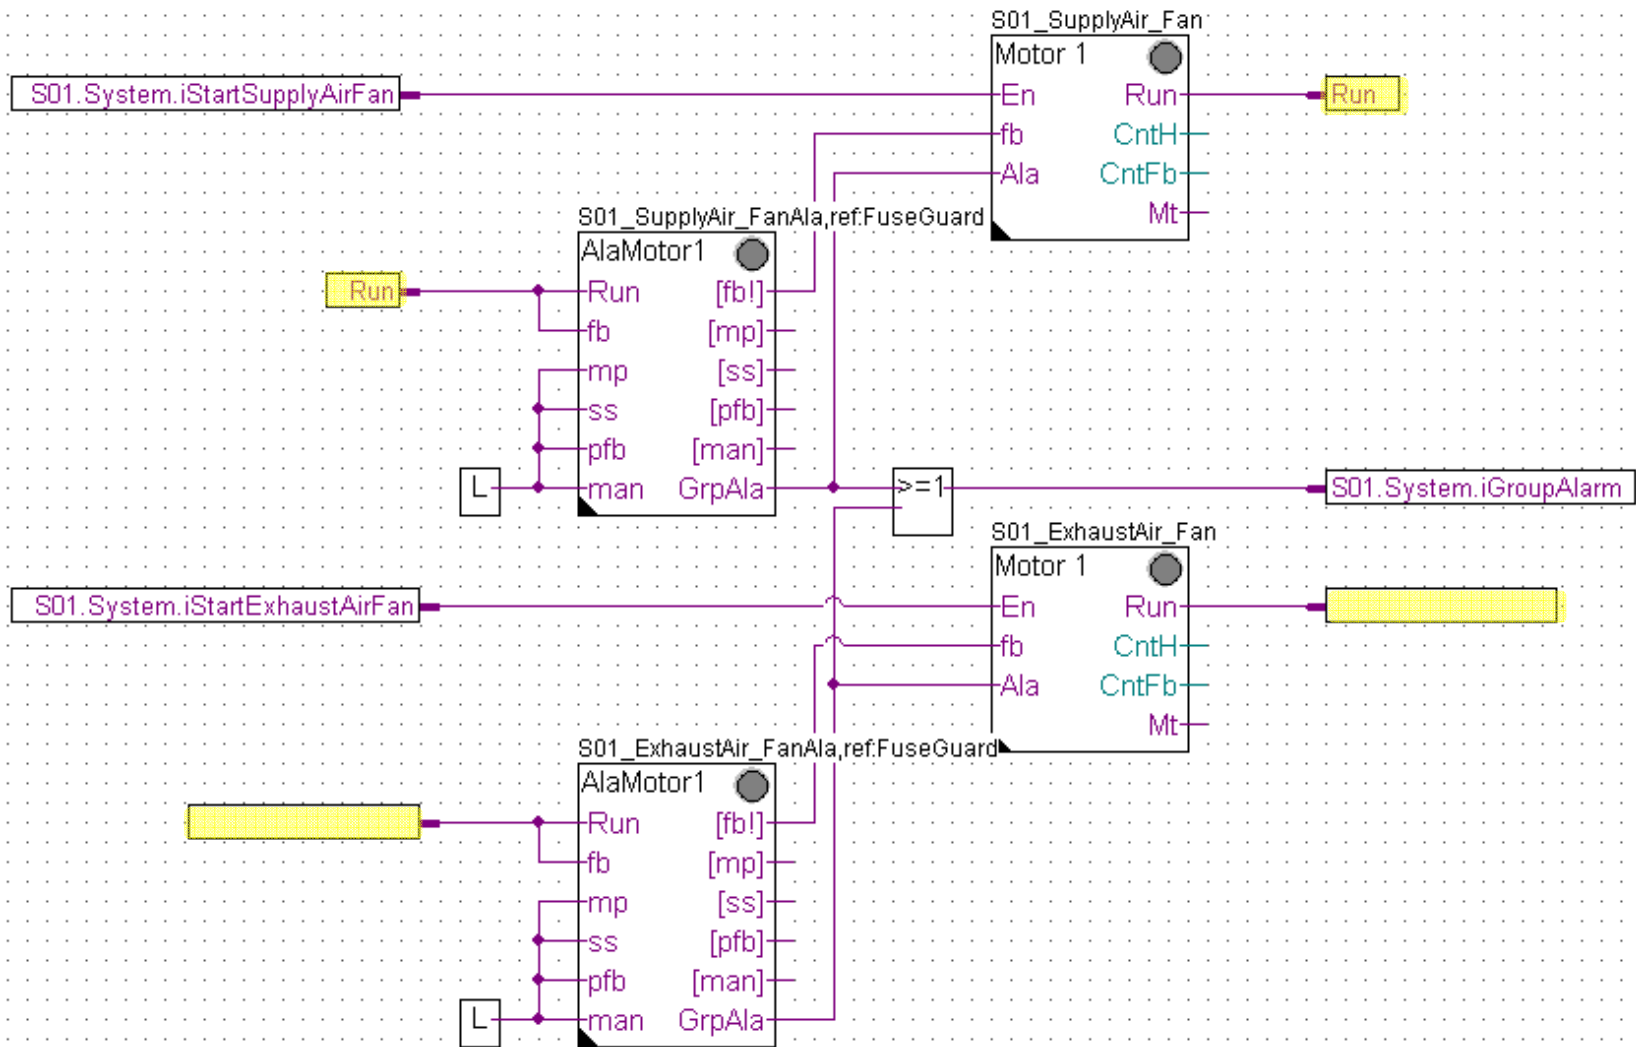 S01_SupplyAir_Fan
Motor 1
S01.System.iStartSupplyAirFan
En
Run
Run
fb
CntH
Ala
CntFb
Mt
S01_SupplyAir_FanAla,ref:FuseGuard
AlaMotor1
Run
Run
[fb!]
fb
[mp]
mp
[ss]
ss
[pfb]
pfb
[man]
L
man
GrpAla
>=1
S01.System.iGroupAlarm
S01_ExhaustAir_Fan
Motor 1
S01.System.iStartExhaustAirFan
En
Run
fb
CntH
Ala
CntFb
Mt
S01_ExhaustAir_FanAla,ref:FuseGuard
AlaMotor1
Run
[fb!]
fb
[mp]
mp
[ss]
ss
[pfb]
pfb
[man]
L
man
GrpAla